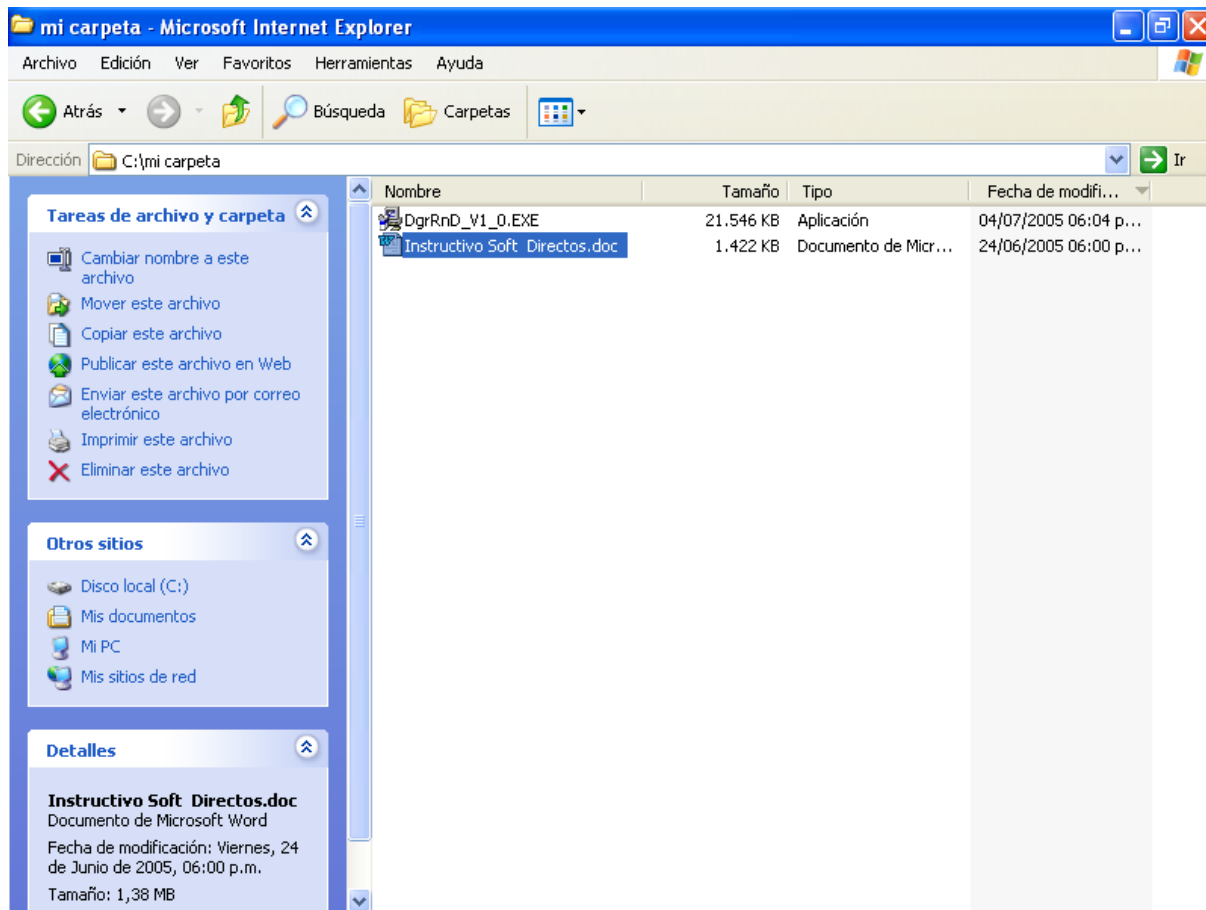 mi carpeta - Microsoft Internet Explorer
Archivo Edición Ver Favoritos Herramientas Ayuda
Atrás Búsqueda Carpetas
Dirección C:\mi carpeta Ir
Tareas de archivo y carpeta
Cambiar nombre a este
archivo
Mover este archivo
Copiar este archivo
Publicar este archivo en Web
Enviar este archivo por correo
electrónico
Imprimir este archivo
Eliminar este archivo
Otros sitios
Disco local (C:)
Mis documentos
Mi PC
Mis sitios de red
Detalles
Instructivo Soft Directos.doc
Documento de Microsoft Word
Fecha de modificación: Viernes, 24
de Junio de 2005, 06:00 p.m.
Tamaño: 1,38 MB
Nombre Tamaño Tipo Fecha de modifi...
DgrRnD_V1_0.EXE 21.546 KB Aplicación 04/07/2005 06:04 p...
Instructivo Soft Directos.doc 1.422 KB Documento de Micr... 24/06/2005 06:00 p...